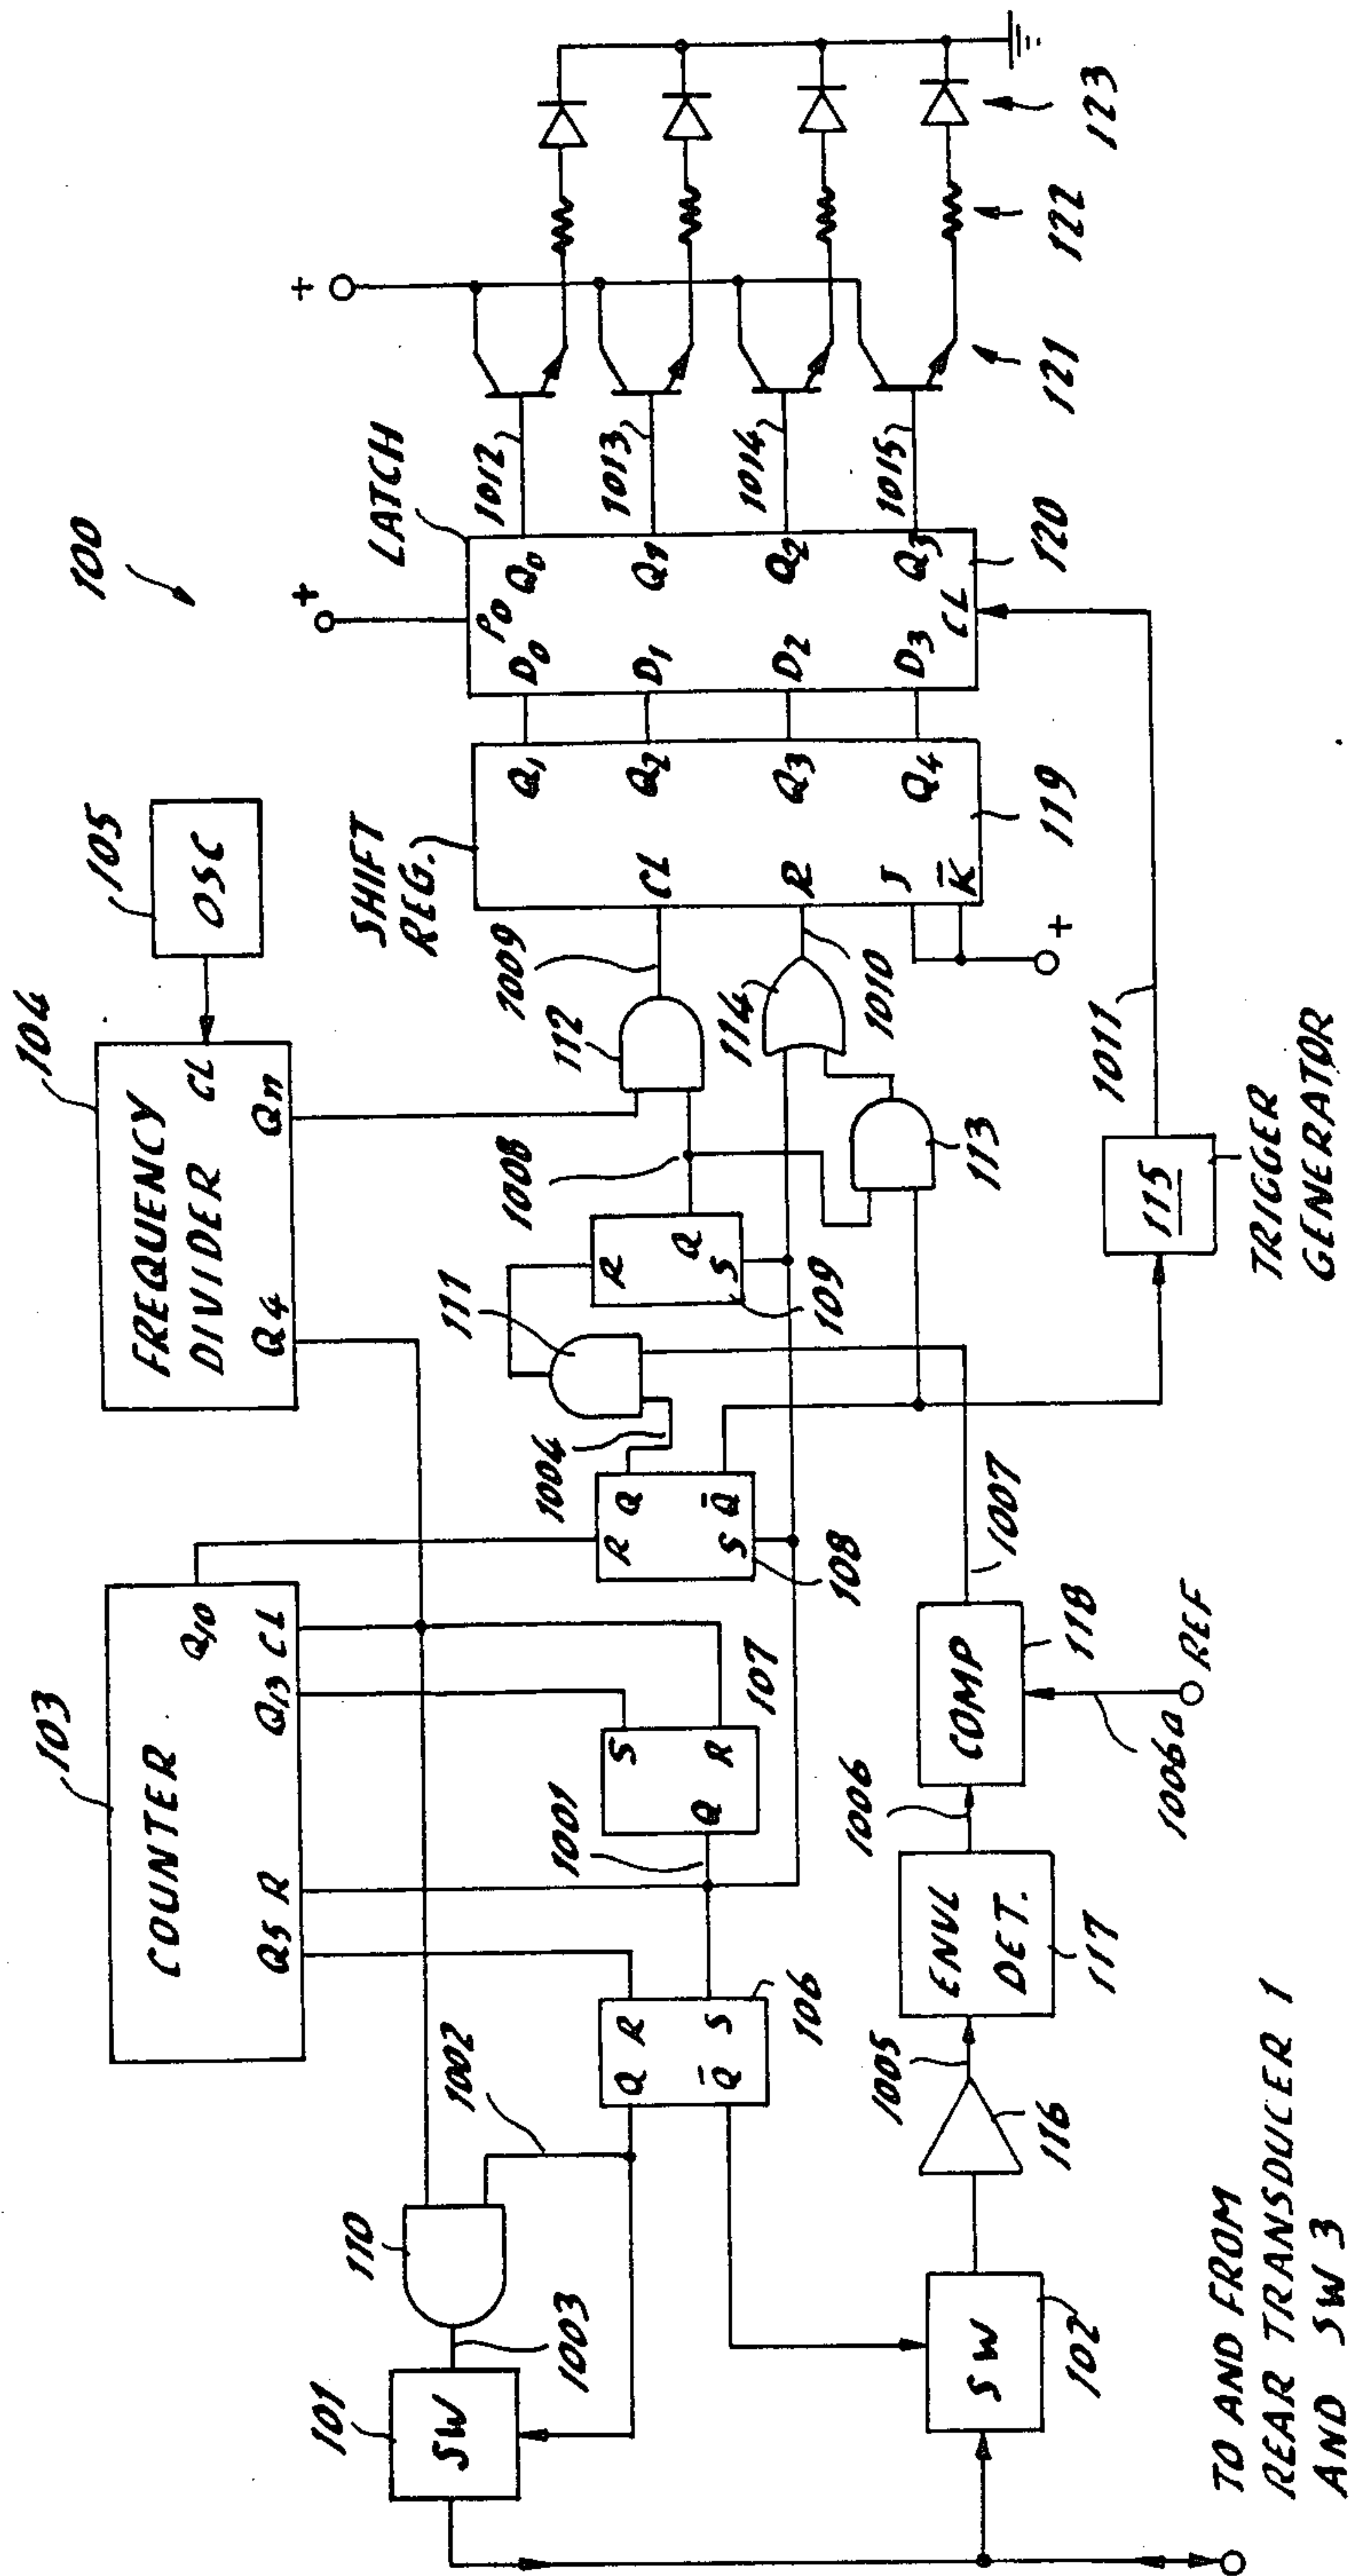 100
103
COUNTER
Q5 R
Q13 CL
Q10
104
FREQUENCY
DIVIDER
Q4
Qn
CL
105
OSC
101
SW
1003
110
1002
Q R
Q̄ S
106
1001
Q
S
R
107
R Q
S Q̄
108
1004
111
R
Q
S
109
1008
112
1009
113
114
1010
SHIFT
REG.
CL
R
J
K̄
Q1
Q2
Q3
Q4
119
+
LATCH
+
P0
D0
D1
D2
D3
Q0
Q1
Q2
Q3
CL
120
1012
1013
1014
1015
+
121
122
123
SW
102
116
1005
ENVL
DET.
117
1006
COMP
118
1006a
REF
1007
115
TRIGGER
GENERATOR
1011
TO AND FROM
REAR TRANSDUCER 1
AND SW 3